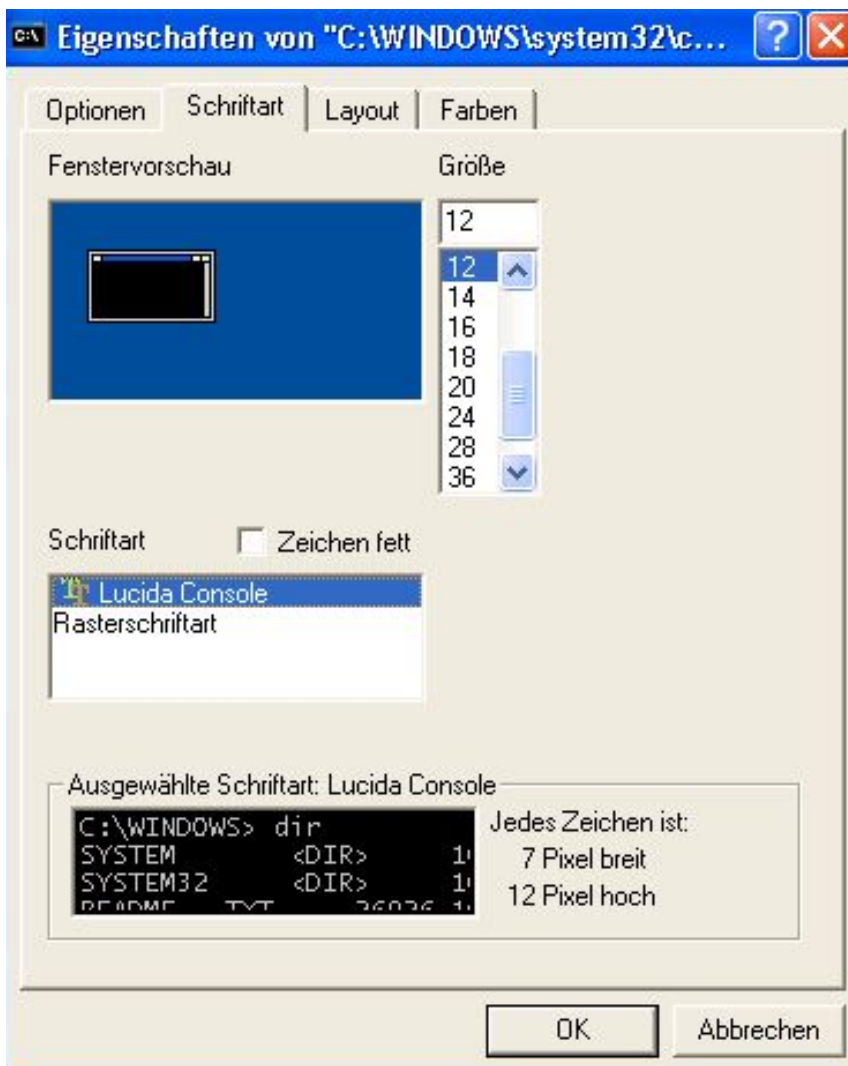 Eigenschaften von "C:\WINDOWS\system32\c...
Optionen Schriftart Layout Farben
Fenstervorschau Größe
12
12
14
16
18
20
24
28
36
Schriftart Zeichen fett
Lucida Console
Rasterschriftart
Ausgewählte Schriftart: Lucida Console
C:\WINDOWS> dir
SYSTEM <DIR>
SYSTEM32 <DIR>
Jedes Zeichen ist:
7 Pixel breit
12 Pixel hoch
OK Abbrechen